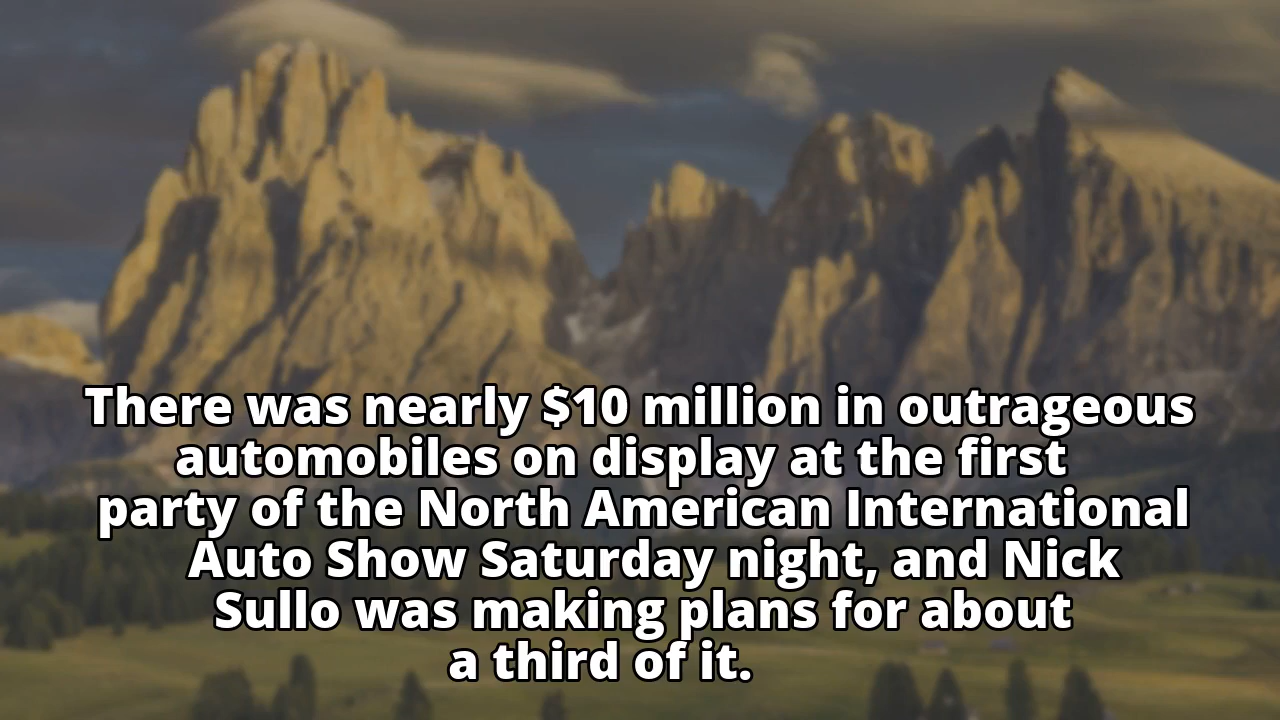 There was nearly $10 million in outrageous
automobiles on display at the first
party of the North American International
Auto Show Saturday night, and Nick
Sullo was making plans for about
a third of it.